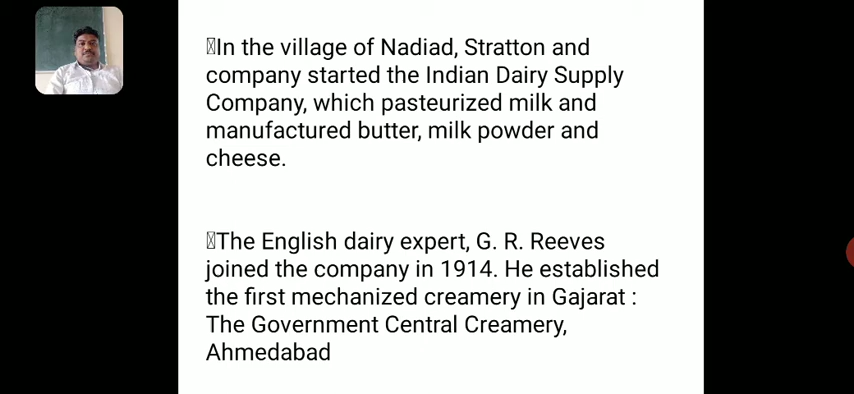 In the village of Nadiad, Stratton and
company started the Indian Dairy Supply
Company, which pasteurized milk and
manufactured butter, milk powder and
cheese.
The English dairy expert, G. R. Reeves
joined the company in 1914. He established
the first mechanized creamery in Gajarat :
The Government Central Creamery,
Ahmedabad